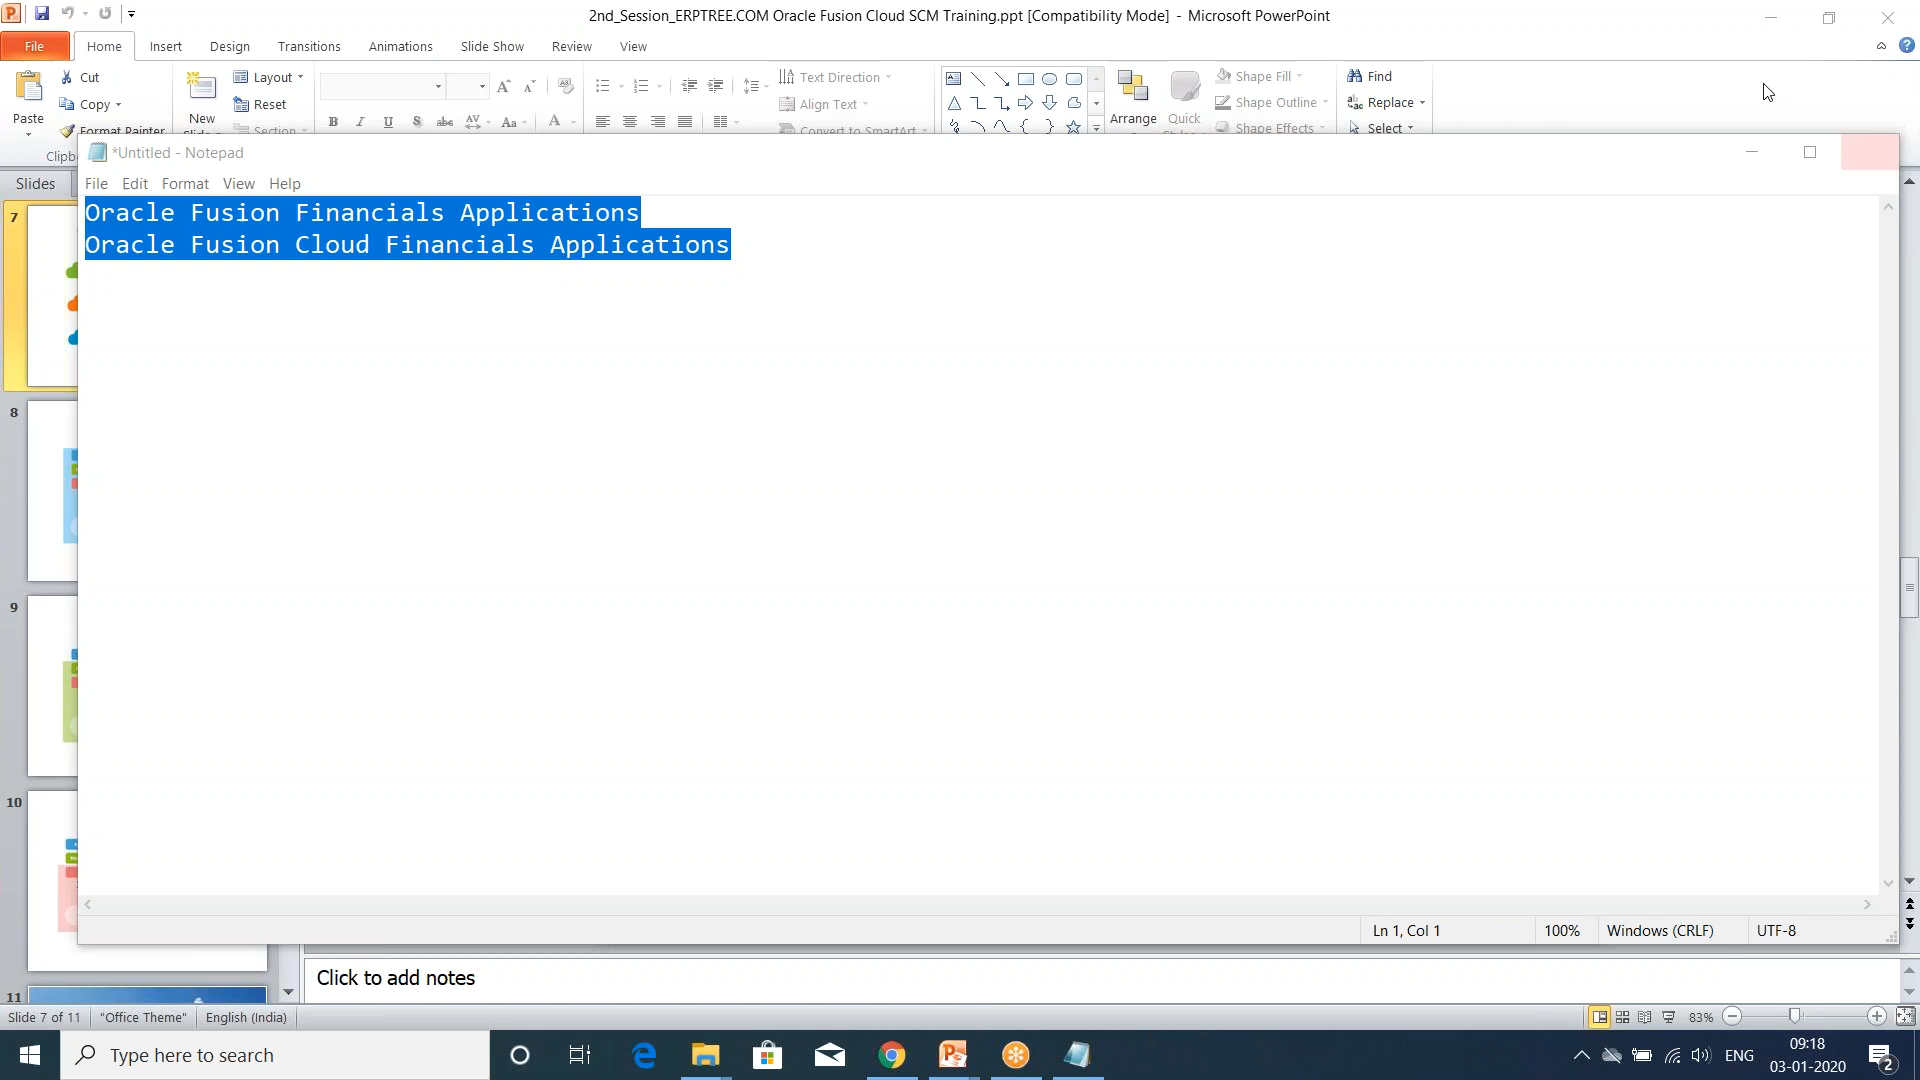 2nd_Session_ERPTREE.COM Oracle Fusion Cloud SCM Training.ppt [Compatibility Mode] - Microsoft PowerPoint
File Home Insert Design Transitions Animations Slide Show Review View
Paste
Cut
Copy
Format Painter
New
Layout
Reset
Section
Text Direction
Align Text
Convert to SmartArt
Arrange
Quick
Shape Fill
Shape Outline
Shape Effects
Find
Replace
Select
*Untitled - Notepad
File Edit Format View Help
Oracle Fusion Financials Applications
Oracle Fusion Cloud Financials Applications
Slides
7
8
9
10
11
Ln 1, Col 1 100% Windows (CRLF) UTF-8
Click to add notes
Slide 7 of 11 "Office Theme" English (India) 83%
Type here to search
ENG
09:18
03-01-2020
2